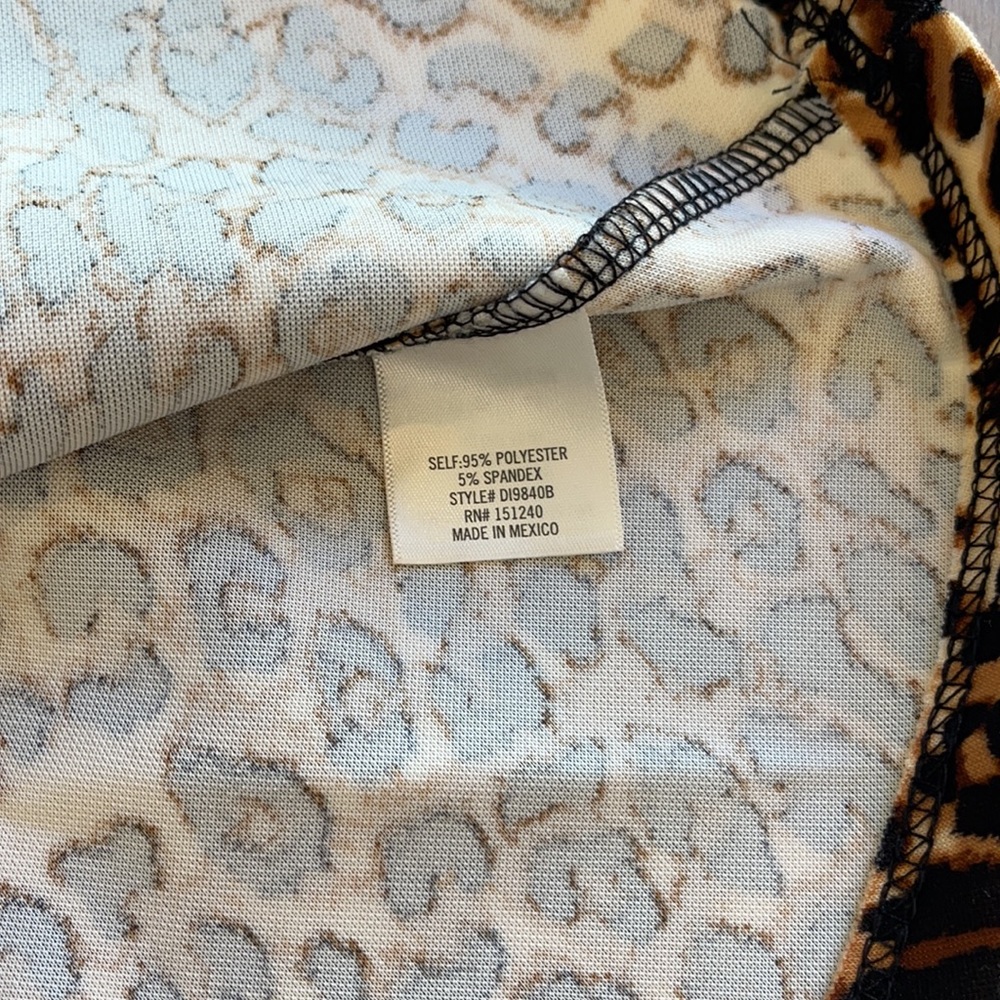 SELF:95% POLYESTER
5% SPANDEX
STYLE# DI9840B
RN# 151240
MADE IN MEXICO